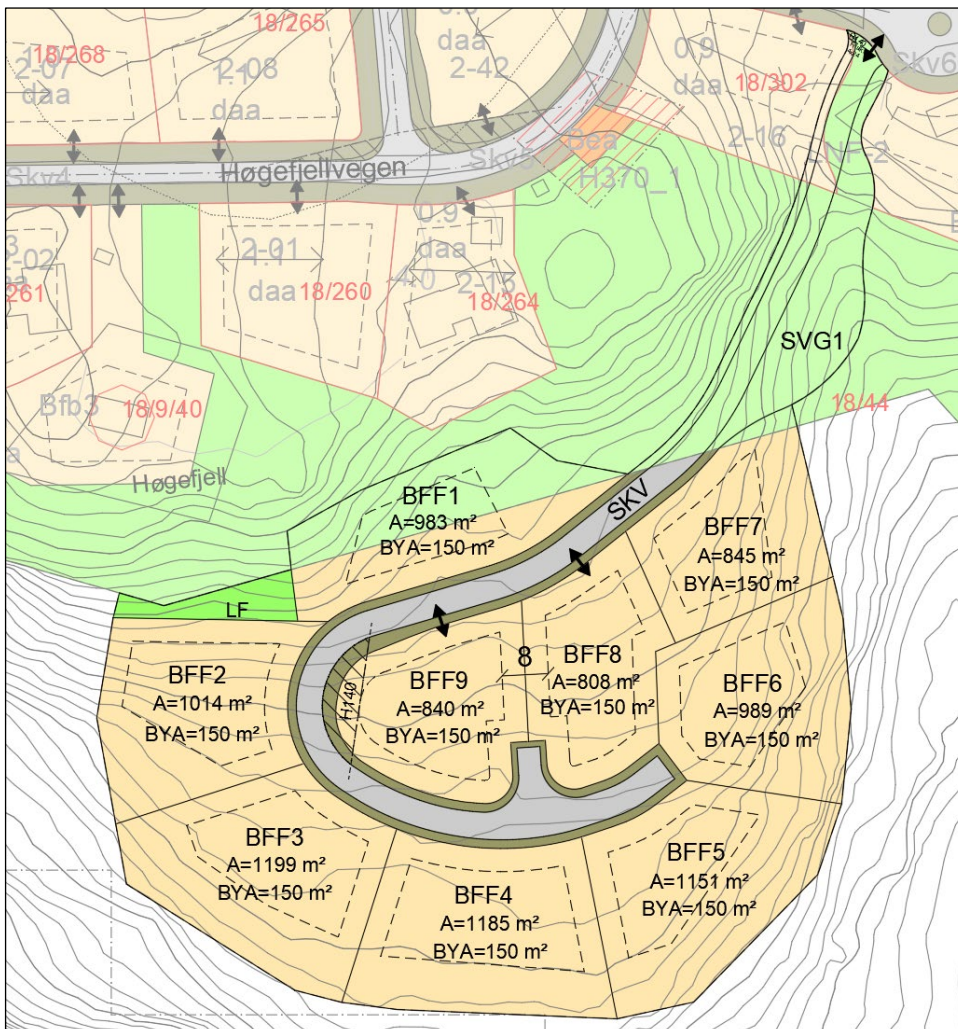 18/268
2-07
daa
18/265
2-08
1.1
daa
daa
2-42
0.9
daa
18/302
2-16
Skv6
LNF-2
Skv4
Høgefjellvegen
Skv5
Bea
H370_1
-02
261
2-01
1.1
daa
18/260
0.9
daa
-4.0
2-15
18/264
SVG1
Bfb3
18/9/40
18/44
Høgefjell
BFF1
A=983 m²
BYA=150 m²
SKV
BFF7
A=845 m²
BYA=150 m²
LF
BFF2
A=1014 m²
BYA=150 m²
H140
BFF9
A=840 m²
BYA=150 m²
8
BFF8
A=808 m²
BYA=150 m²
BFF6
A=989 m²
BYA=150 m²
BFF3
A=1199 m²
BYA=150 m²
BFF4
A=1185 m²
BYA=150 m²
BFF5
A=1151 m²
BYA=150 m²